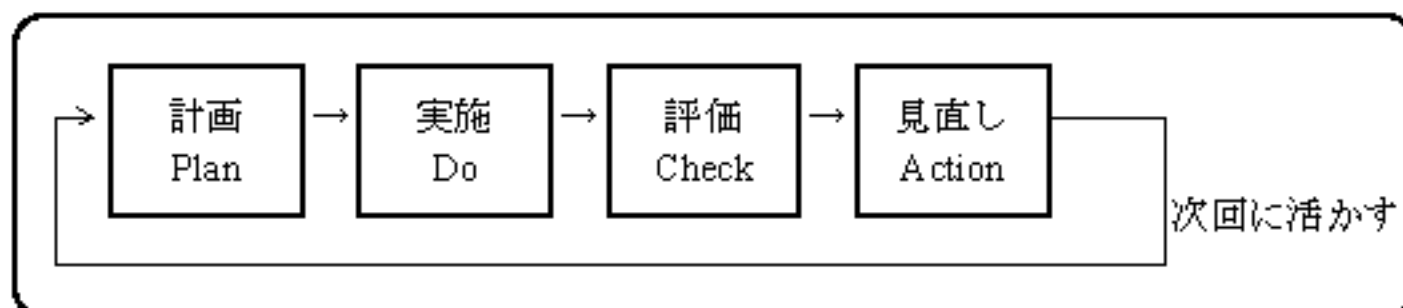 計画
Plan
→
実施
Do
→
評価
Check
→
見直し
Action
次回に活かす